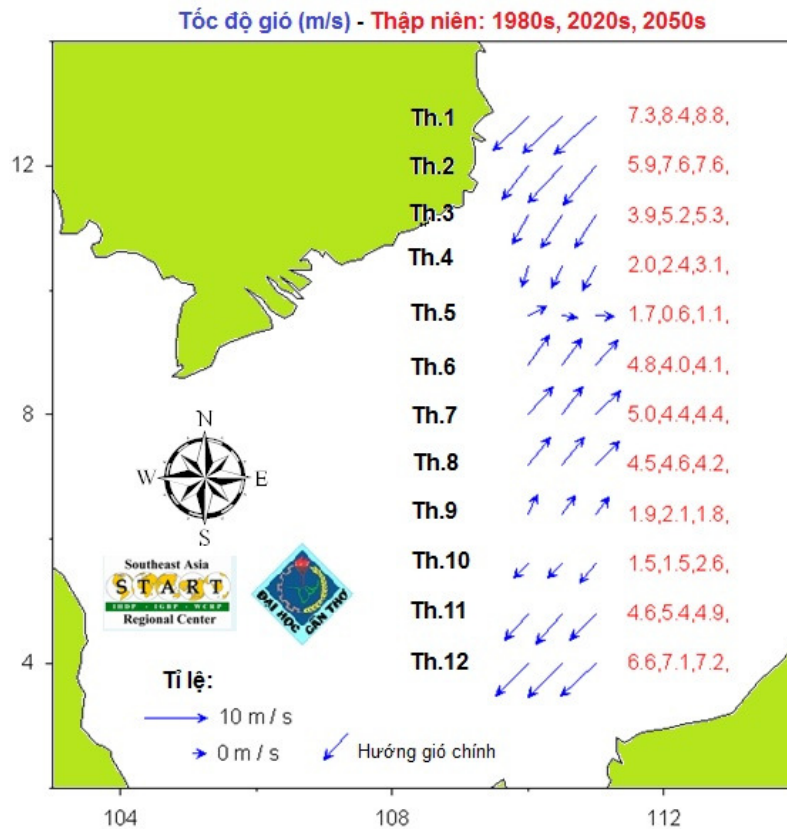 Tốc độ gió (m/s) - Thập niên: 1980s, 2020s, 2050s
Th.1 7.3,8.4,8.8,
12 Th.2 5.9,7.6,7.6,
Th.3 3.9,5.2,5.3,
Th.4 2.0,2.4,3.1,
Th.5 1.7,0.6,1.1,
Th.6 4.8,4.0,4.1,
8 Th.7 5.0,4.4,4.4,
Th.8 4.5,4.6,4.2,
Th.9 1.9,2.1,1.8,
Th.10 1.5,1.5,2.6,
Th.11 4.6,5.4,4.9,
4 Th.12 6.6,7.1,7.2,
N
W E
S
Southeast Asia
START
IHDP · IGBP · WCRP
Regional Center
ĐẠI HỌC CẦN THƠ
Tỉ lệ:
10 m / s
0 m / s
Hướng gió chính
104 108 112